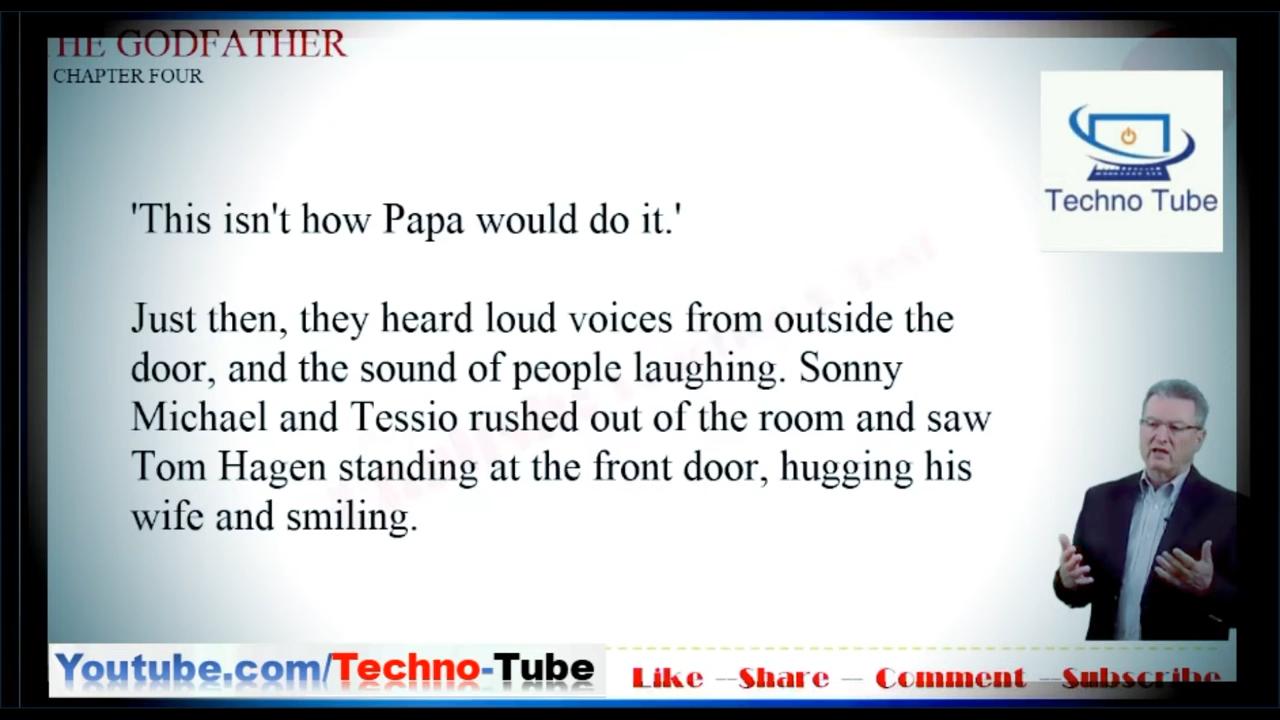 THE GODFATHER
CHAPTER FOUR
Techno Tube
'This isn't how Papa would do it.'
Just then, they heard loud voices from outside the
door, and the sound of people laughing. Sonny
Michael and Tessio rushed out of the room and saw
Tom Hagen standing at the front door, hugging his
wife and smiling.
Youtube.com/Techno-Tube
Like –Share – Comment –Subscribe